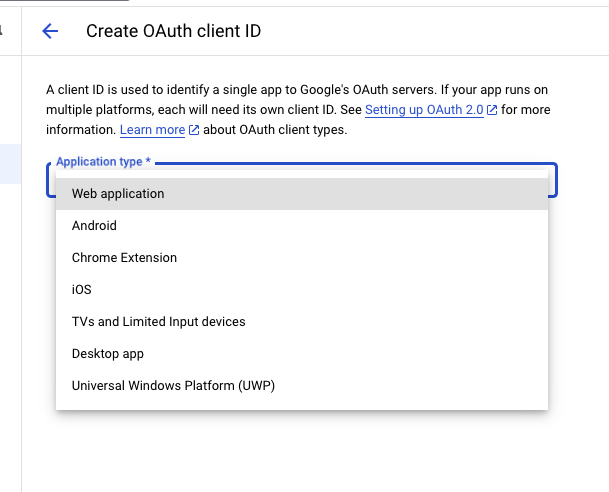 Create OAuth client ID
A client ID is used to identify a single app to Google's OAuth servers. If your app runs on
multiple platforms, each will need its own client ID. See Setting up OAuth 2.0 for more
information. Learn more about OAuth client types.
Application type *
Web application
Android
Chrome Extension
iOS
TVs and Limited Input devices
Desktop app
Universal Windows Platform (UWP)